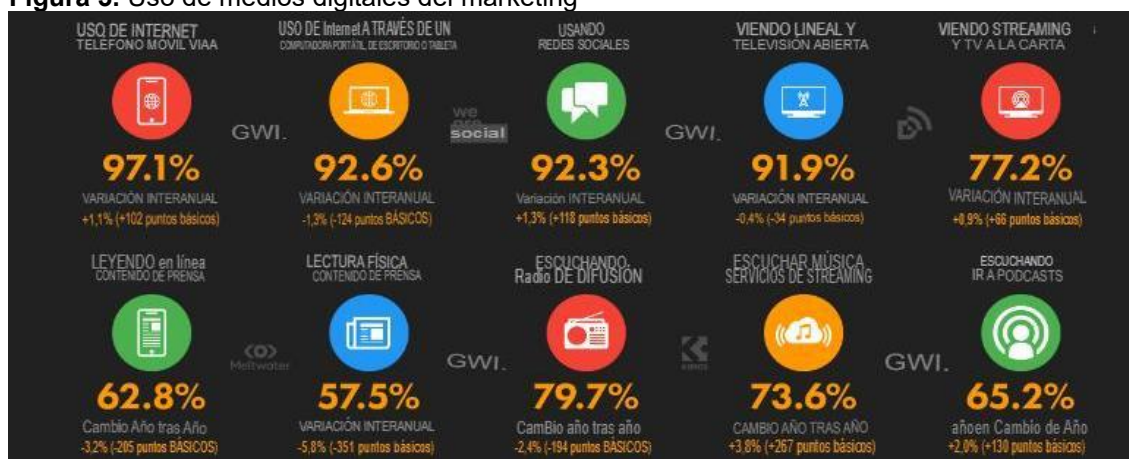 Figura 3. Uso de medios digitales del marketing
USO DE INTERNET
TELEFONO MÓVIL VIAA
97.1%
VARIACIÓN INTERANUAL
+1,1% (+102 puntos básicos)
USO DE Internet A TRAVÉS DE UN
COMPUTADORA PORTÁTIL, DE ESCRITORIO O TABLETA
92.6%
VARIACIÓN INTERANUAL
-1,3% (-124 puntos BÁSICOS)
USANDO
REDES SOCIALES
92.3%
Variación INTERANUAL
+1,3% (+118 puntos básicos)
VIENDO LINEAL Y
TELEVISIÓN ABIERTA
91.9%
VARIACIÓN INTERANUAL
-0,4% (-34 puntos básicos)
VIENDO STREAMING
Y TV A LA CARTA
77.2%
VARIACIÓN INTERANUAL
+0,9% (+66 puntos básicos)
GWI.
we
are
social
GWI.
LEYENDO en línea
CONTENIDO DE PRENSA
62.8%
Cambio Año tras Año
-3,2% (-205 puntos BÁSICOS)
LECTURA FÍSICA
CONTENIDO DE PRENSA
57.5%
VARIACIÓN INTERANUAL
-5,8% (-351 puntos básicos)
ESCUCHANDO.
Radio DE DIFUSIÓN
79.7%
CamBio año tras año
-2,4% (-194 puntos BÁSICOS)
ESCUCHAR MÚSICA
SERVICIOS DE STREAMING
73.6%
CAMBIO AÑO TRAS AÑO
+3,8% (+267 puntos básicos)
ESCUCHANDO
IR A PODCASTS
65.2%
añoen Cambio de Año
+2,0% (+130 puntos básicos)
Meltwater
GWI.
GWI.